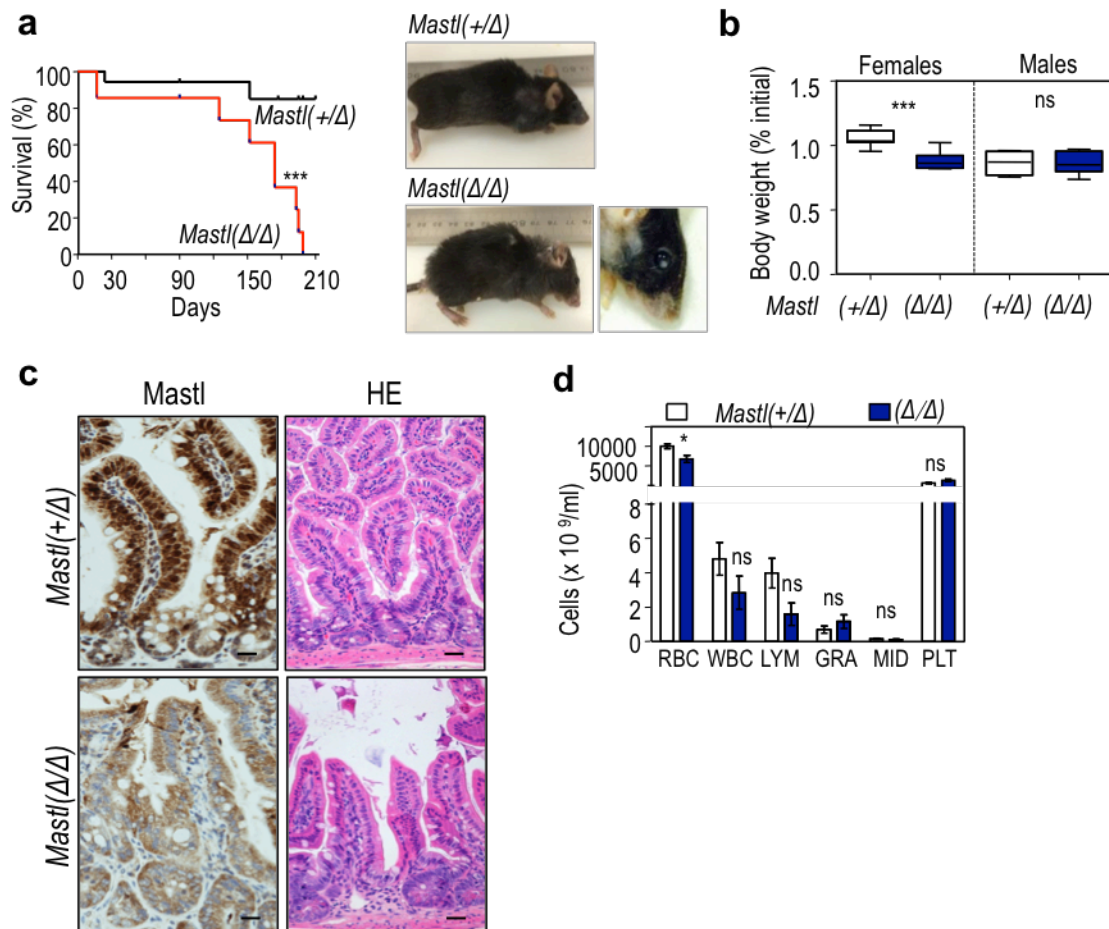 a
Mastl(+/Δ)
Survival (%)
100
80
60
40
20
0
Mastl(+/Δ)
***
Mastl(Δ/Δ)
0 30 90 150 210
Days
Mastl(Δ/Δ)
b
Females Males
Body weight (% initial)
1.5
1.0
0.5
0.0
*** ns
Mastl (+/Δ) (Δ/Δ) (+/Δ) (Δ/Δ)
c
Mastl HE
Mastl(+/Δ)
Mastl(Δ/Δ)
d
Mastl(+/Δ) (Δ/Δ)
Cells (x 10 9/ml)
10000
5000
8
6
4
2
0
* ns ns ns ns ns
RBC WBC LYM GRA MID PLT